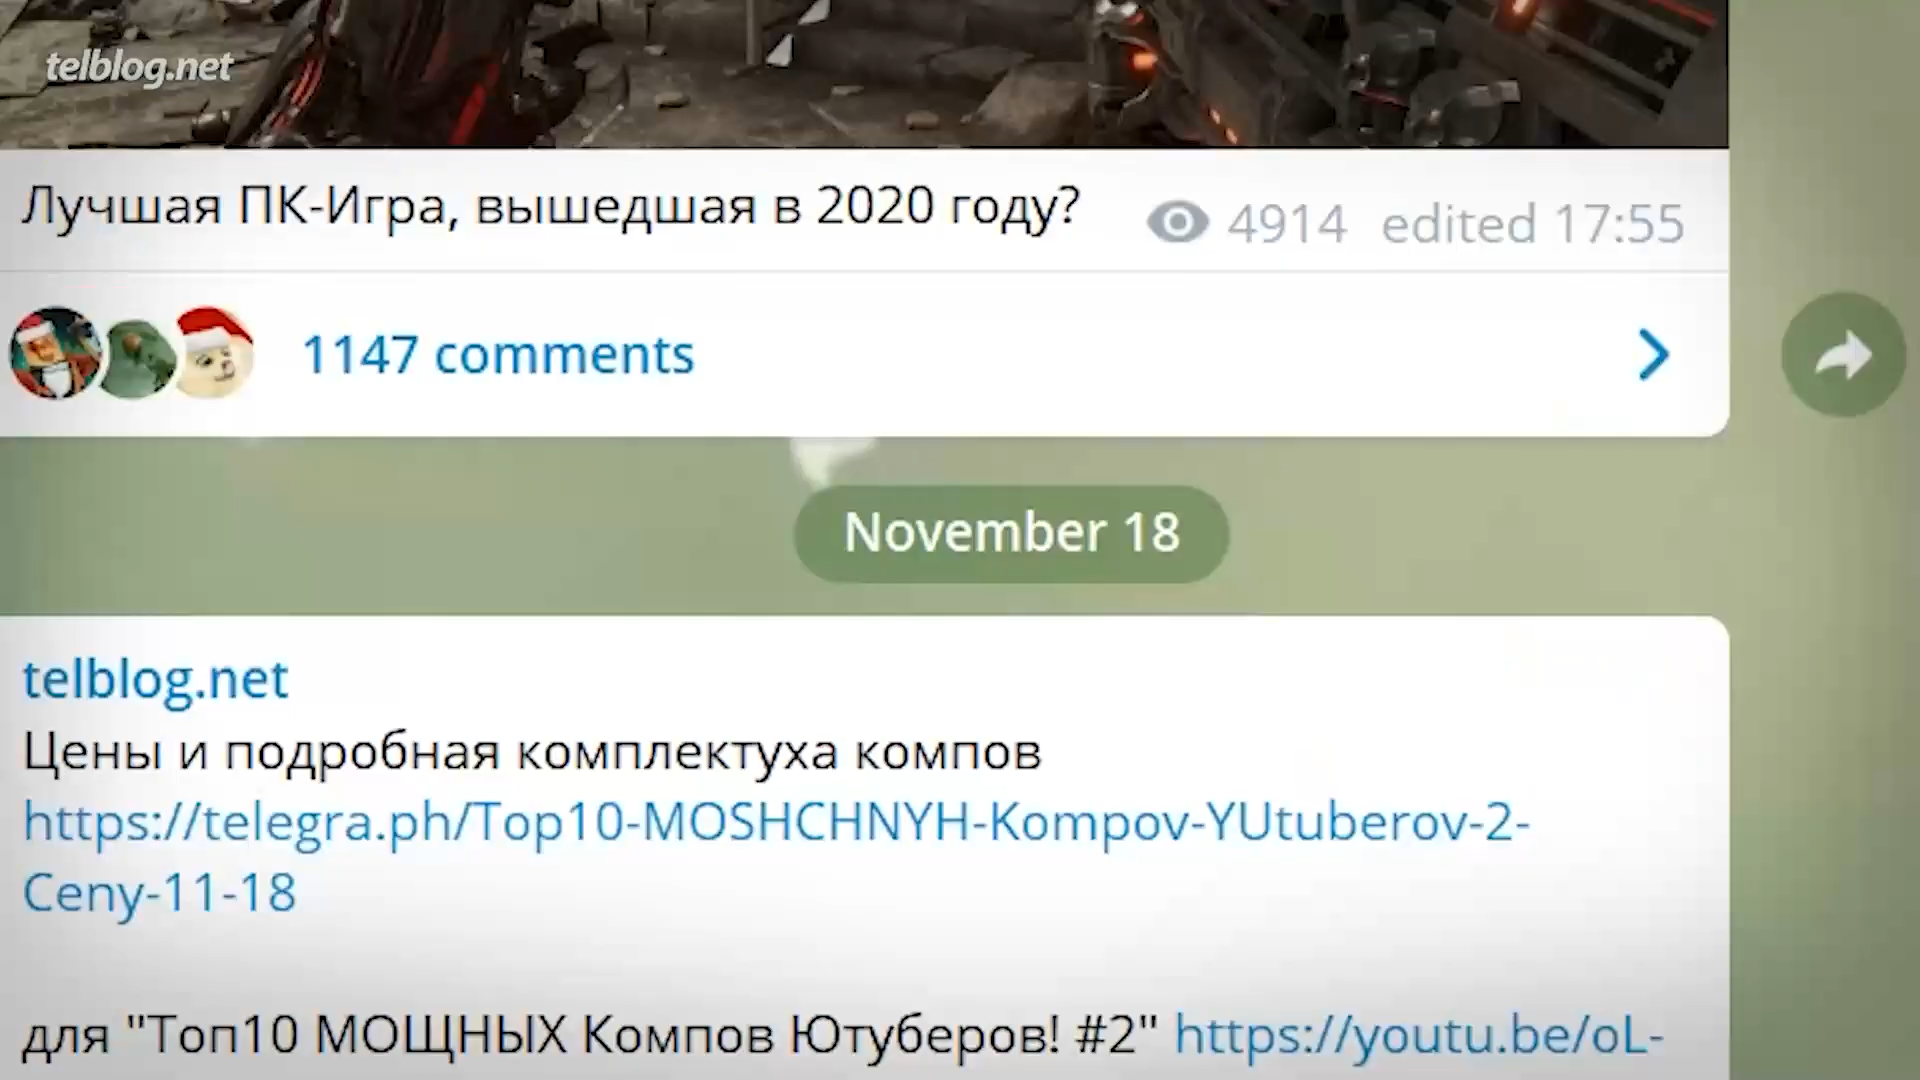 telblog.net
Лучшая ПК-Игра, вышедшая в 2020 году?
4914 edited 17:55
1147 comments
November 18
telblog.net
Цены и подробная комплектуха компов
https://telegra.ph/Top10-MOSHCHNYH-Kompov-YUtuberov-2-
Ceny-11-18
для "Топ10 МОЩНЫХ Компов Ютуберов! #2" https://youtu.be/oL-